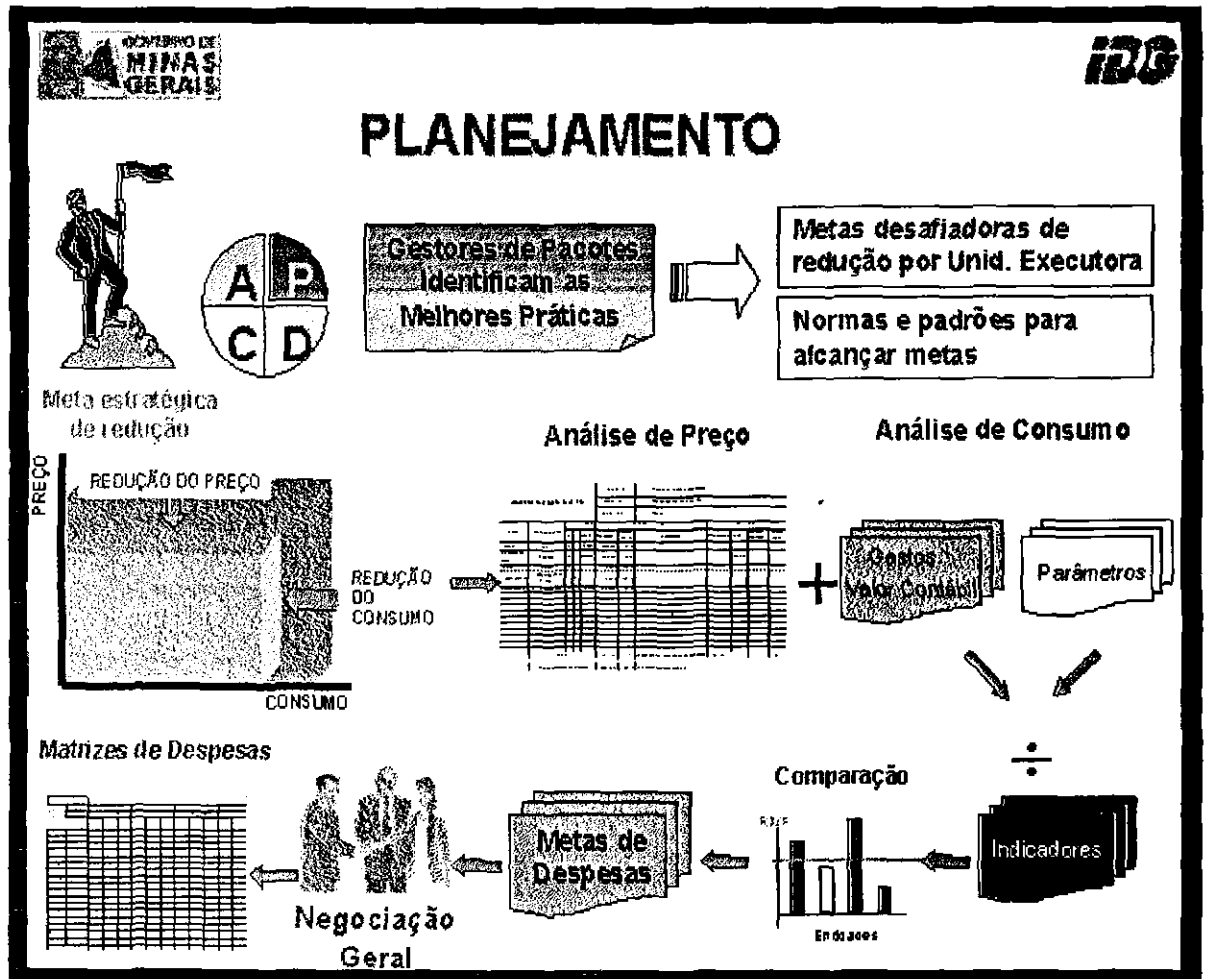 GOVERNO DE
MINAS
GERAIS
PLANEJAMENTO
A P
C D
Meta estratégica
de redução
Gestores de Pacotes
Identificam as
Melhores Práticas
Metas desafiadoras de
redução por Unid. Executora
Normas e padrões para
alcançar metas
PREÇO
REDUÇÃO DO PREÇO
REDUÇÃO
DO
CONSUMO
CONSUMO
Análise de Preço
+
Análise de Consumo
Gastos
Valor Contábil
Parâmetros
÷
Indicadores
Comparação
Entidades
Metas de
Despesas
Negociação
Geral
Matrizes de Despesas